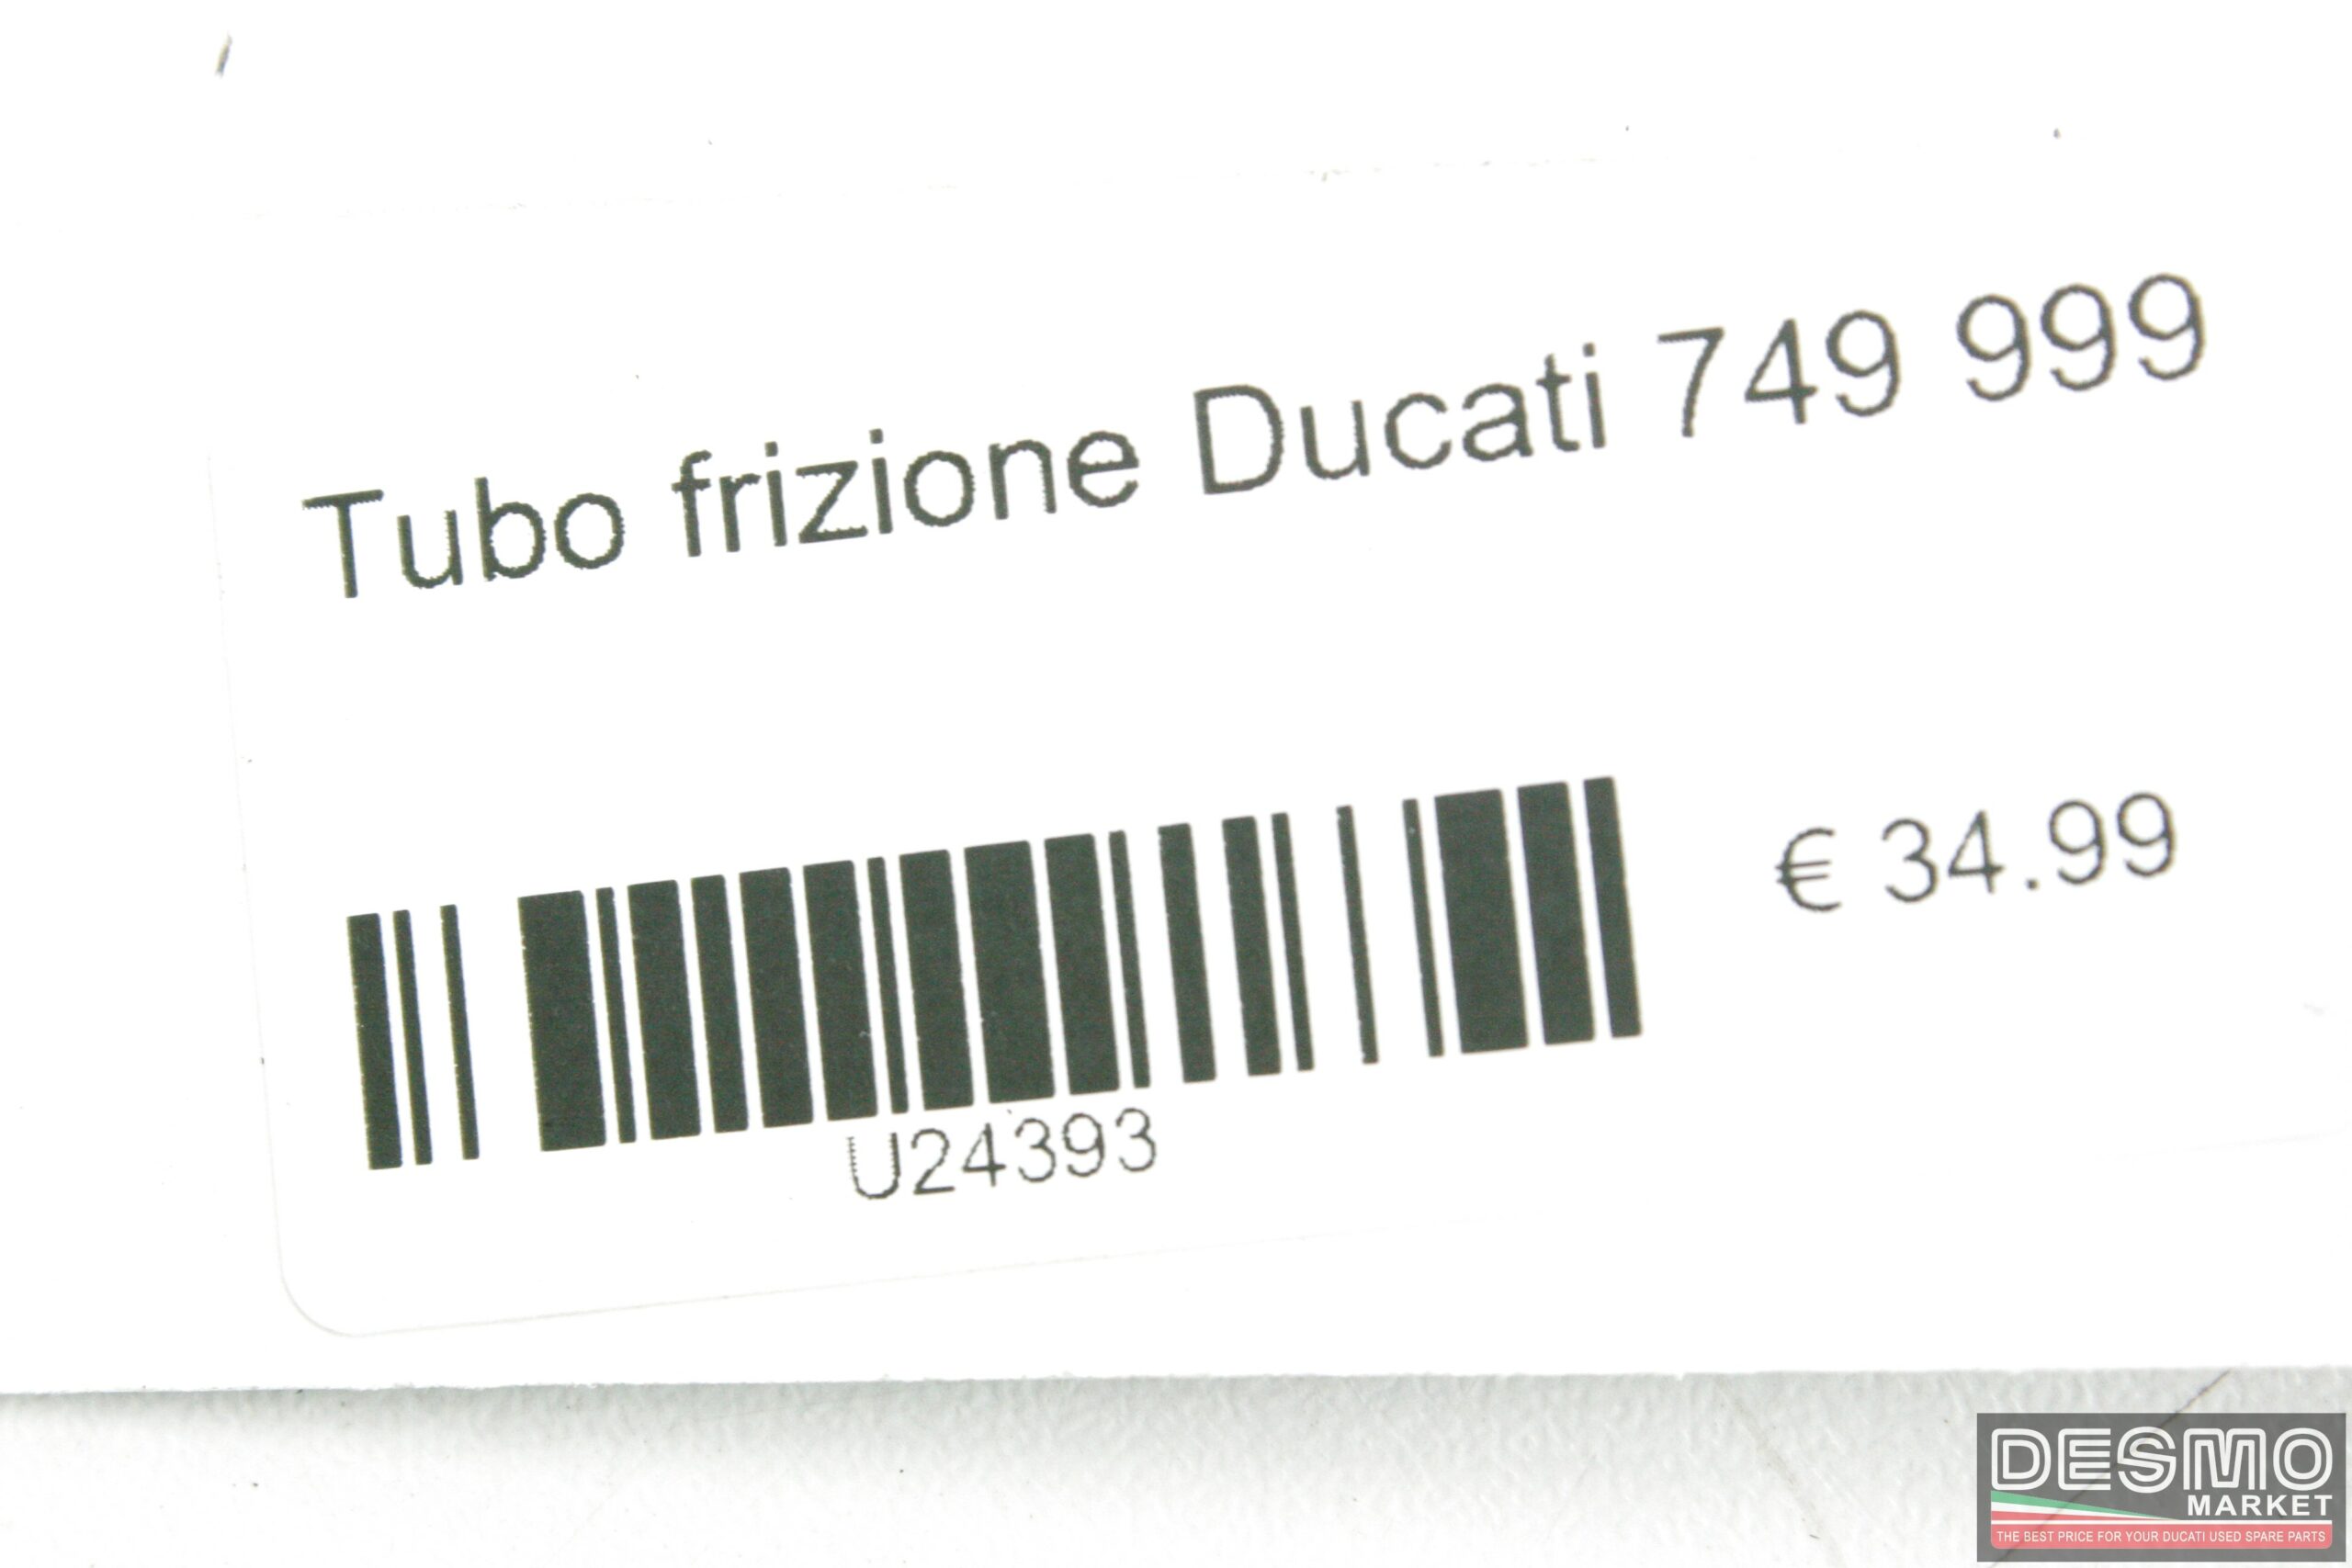 Tubo frizione Ducati 749 999
€ 34.99
U24393
DESMO
MARKET
THE BEST PRICE FOR YOUR DUCATI USED SPARE PARTS